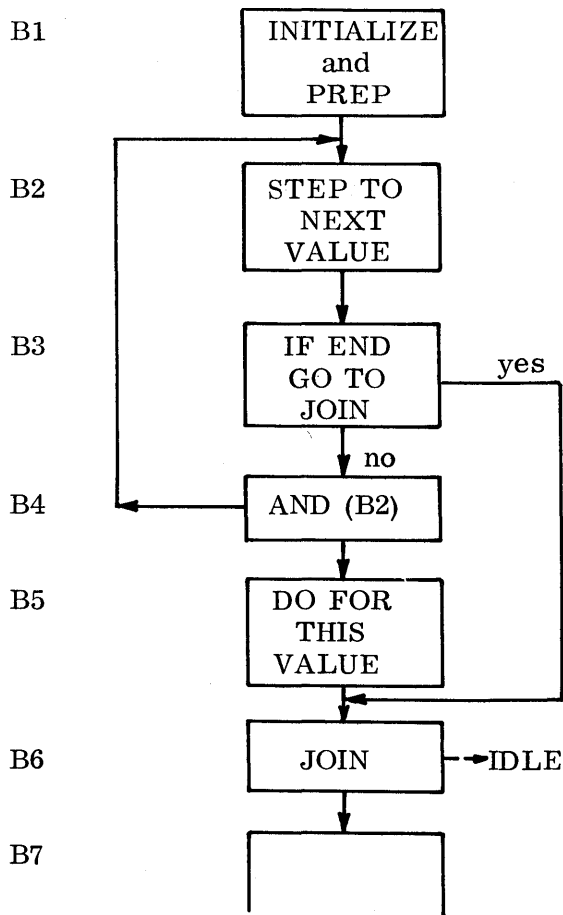 B1
INITIALIZE
and
PREP
B2
STEP TO
NEXT
VALUE
B3
IF END
GO TO
JOIN
yes
no
B4
AND (B2)
B5
DO FOR
THIS
VALUE
B6
JOIN
IDLE
B7